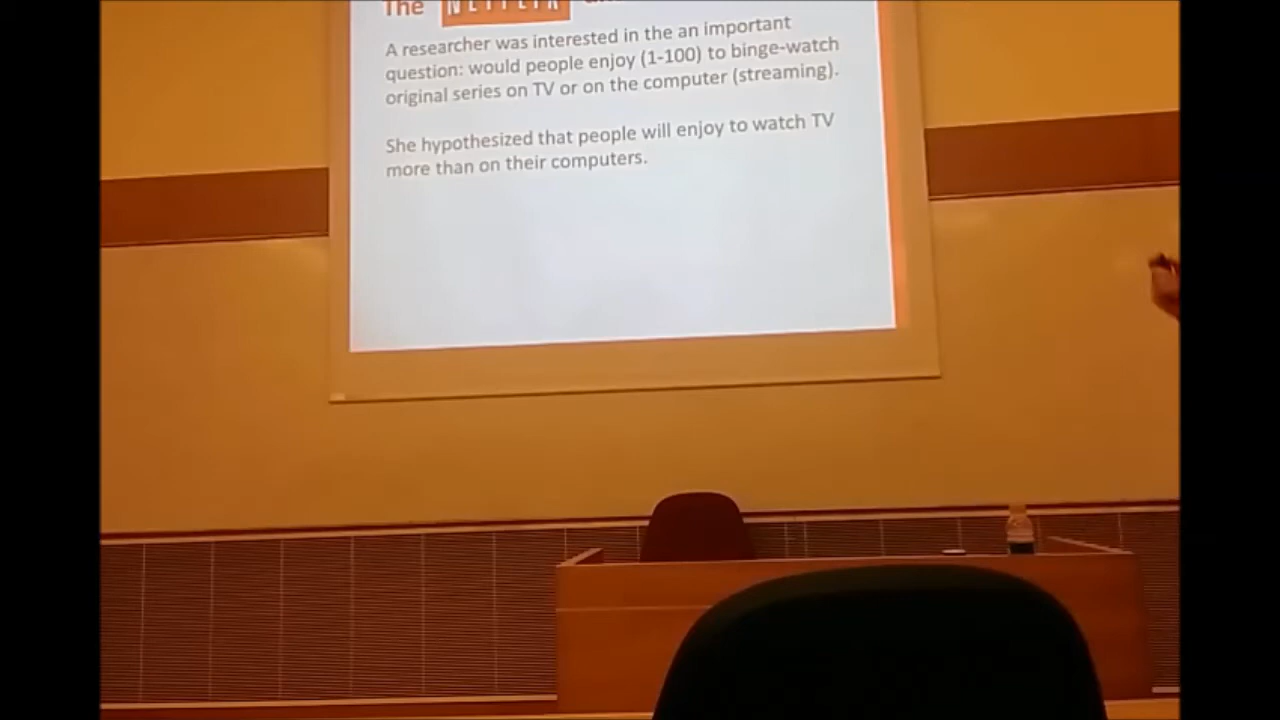 The NETFLIX
A researcher was interested in the an important
question: would people enjoy (1-100) to binge-watch
original series on TV or on the computer (streaming).
She hypothesized that people will enjoy to watch TV
more than on their computers.